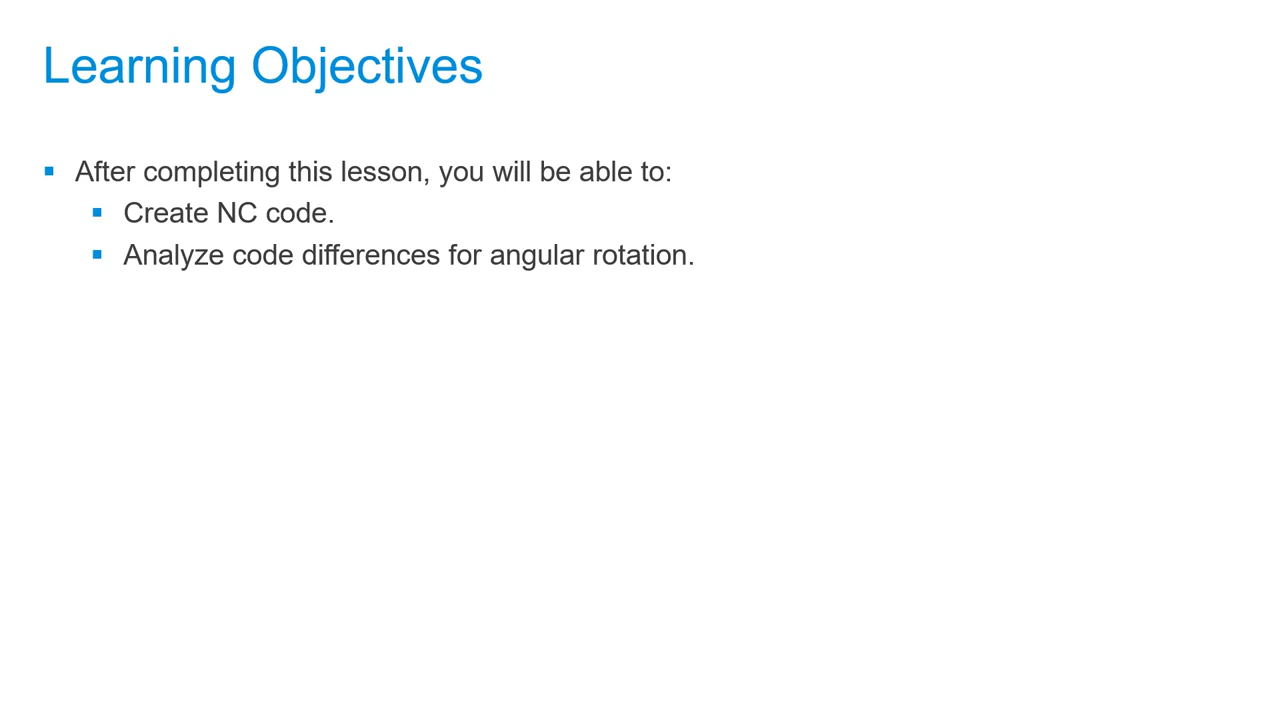 Learning Objectives
After completing this lesson, you will be able to:
Create NC code.
Analyze code differences for angular rotation.